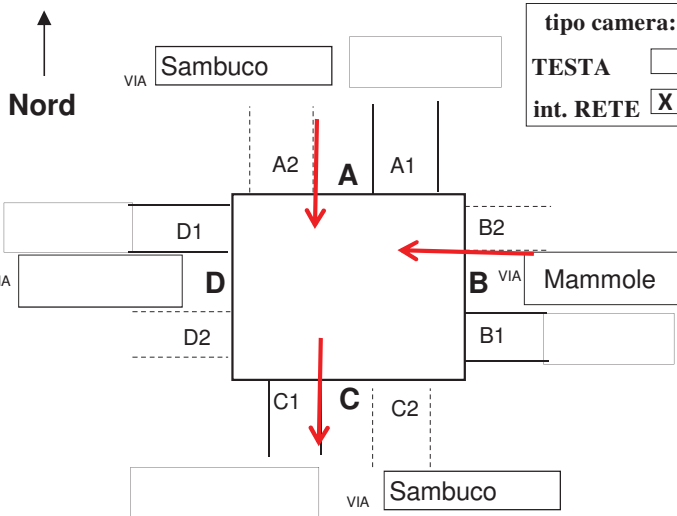 tipo camera:
VIA Sambuco
TESTA
Nord
int. RETE X
A2 A A1
D1 B2
VIA D B VIA Mammole
D2 B1
C1 C C2
VIA Sambuco